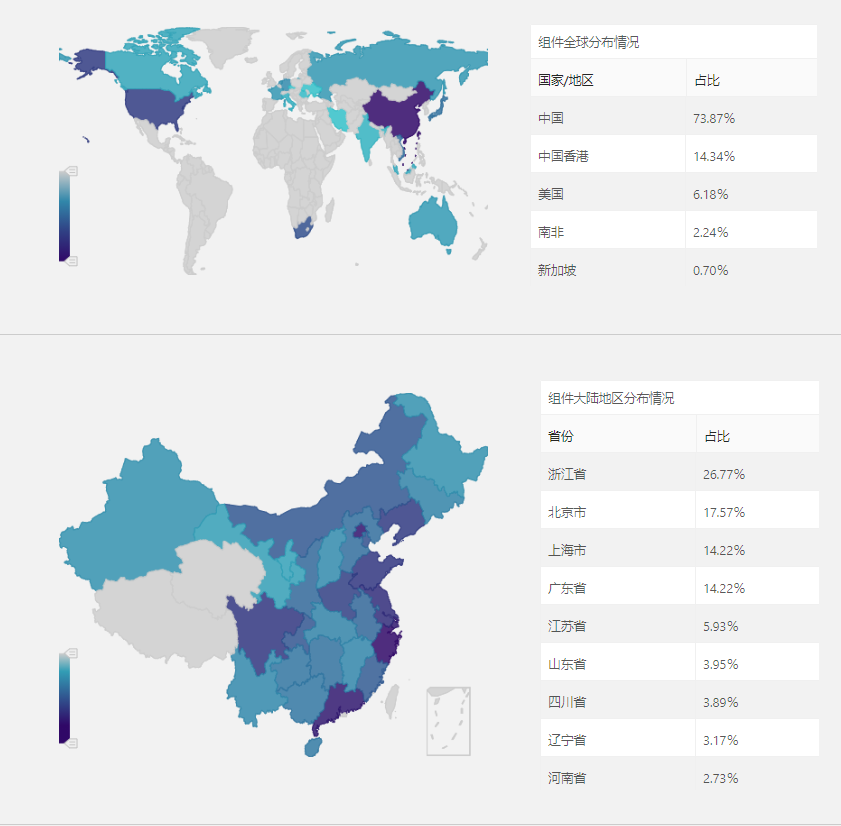 组件全球分布情况
国家/地区 占比
中国 73.87%
中国香港 14.34%
美国 6.18%
南非 2.24%
新加坡 0.70%
组件大陆地区分布情况
省份 占比
浙江省 26.77%
北京市 17.57%
上海市 14.22%
广东省 14.22%
江苏省 5.93%
山东省 3.95%
四川省 3.89%
辽宁省 3.17%
河南省 2.73%